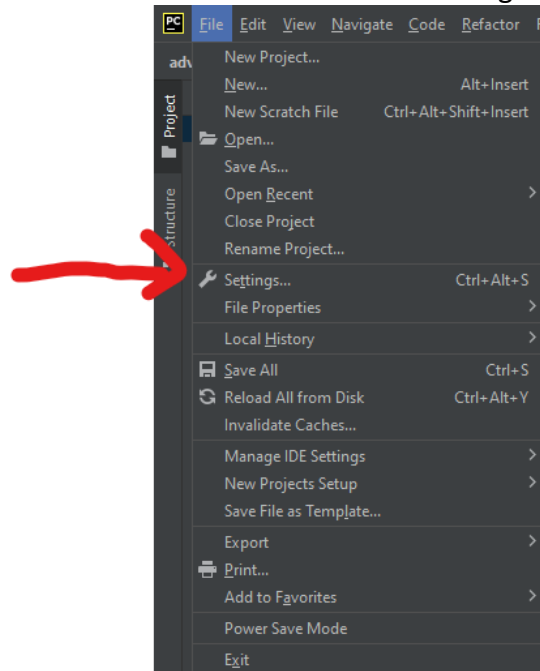 PC File Edit View Navigate Code Refactor
adv
Project
Structure
New Project...
New... Alt+Insert
New Scratch File Ctrl+Alt+Shift+Insert
Open...
Save As...
Open Recent
Close Project
Rename Project...
Settings... Ctrl+Alt+S
File Properties
Local History
Save All Ctrl+S
Reload All from Disk Ctrl+Alt+Y
Invalidate Caches...
Manage IDE Settings
New Projects Setup
Save File as Template...
Export
Print...
Add to Favorites
Power Save Mode
Exit